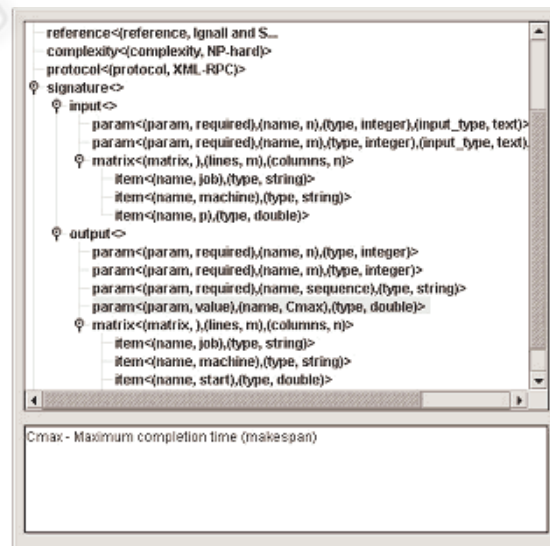 reference<(reference, Ignall and S...
complexity<(complexity, NP-hard)>
protocol<(protocol, XML-RPC)>
signature<>
input<>
param<(param, required),(name, n),(type, integer),(input_type, text)>
param<(param, required),(name, m),(type, integer),(input_type, text),
matrix<(matrix, ),(lines, m),(columns, n)>
item<(name, job),(type, string)>
item<(name, machine),(type, string)>
item<(name, p),(type, double)>
output<>
param<(param, required),(name, n),(type, integer)>
param<(param, required),(name, m),(type, integer)>
param<(param, required),(name, sequence),(type, string)>
param<(param, value),(name, Cmax),(type, double)>
matrix<(matrix, ),(lines, m),(columns, n)>
item<(name, job),(type, string)>
item<(name, machine),(type, string)>
item<(name, start),(type, double)>
Cmax - Maximum completion time (makespan)